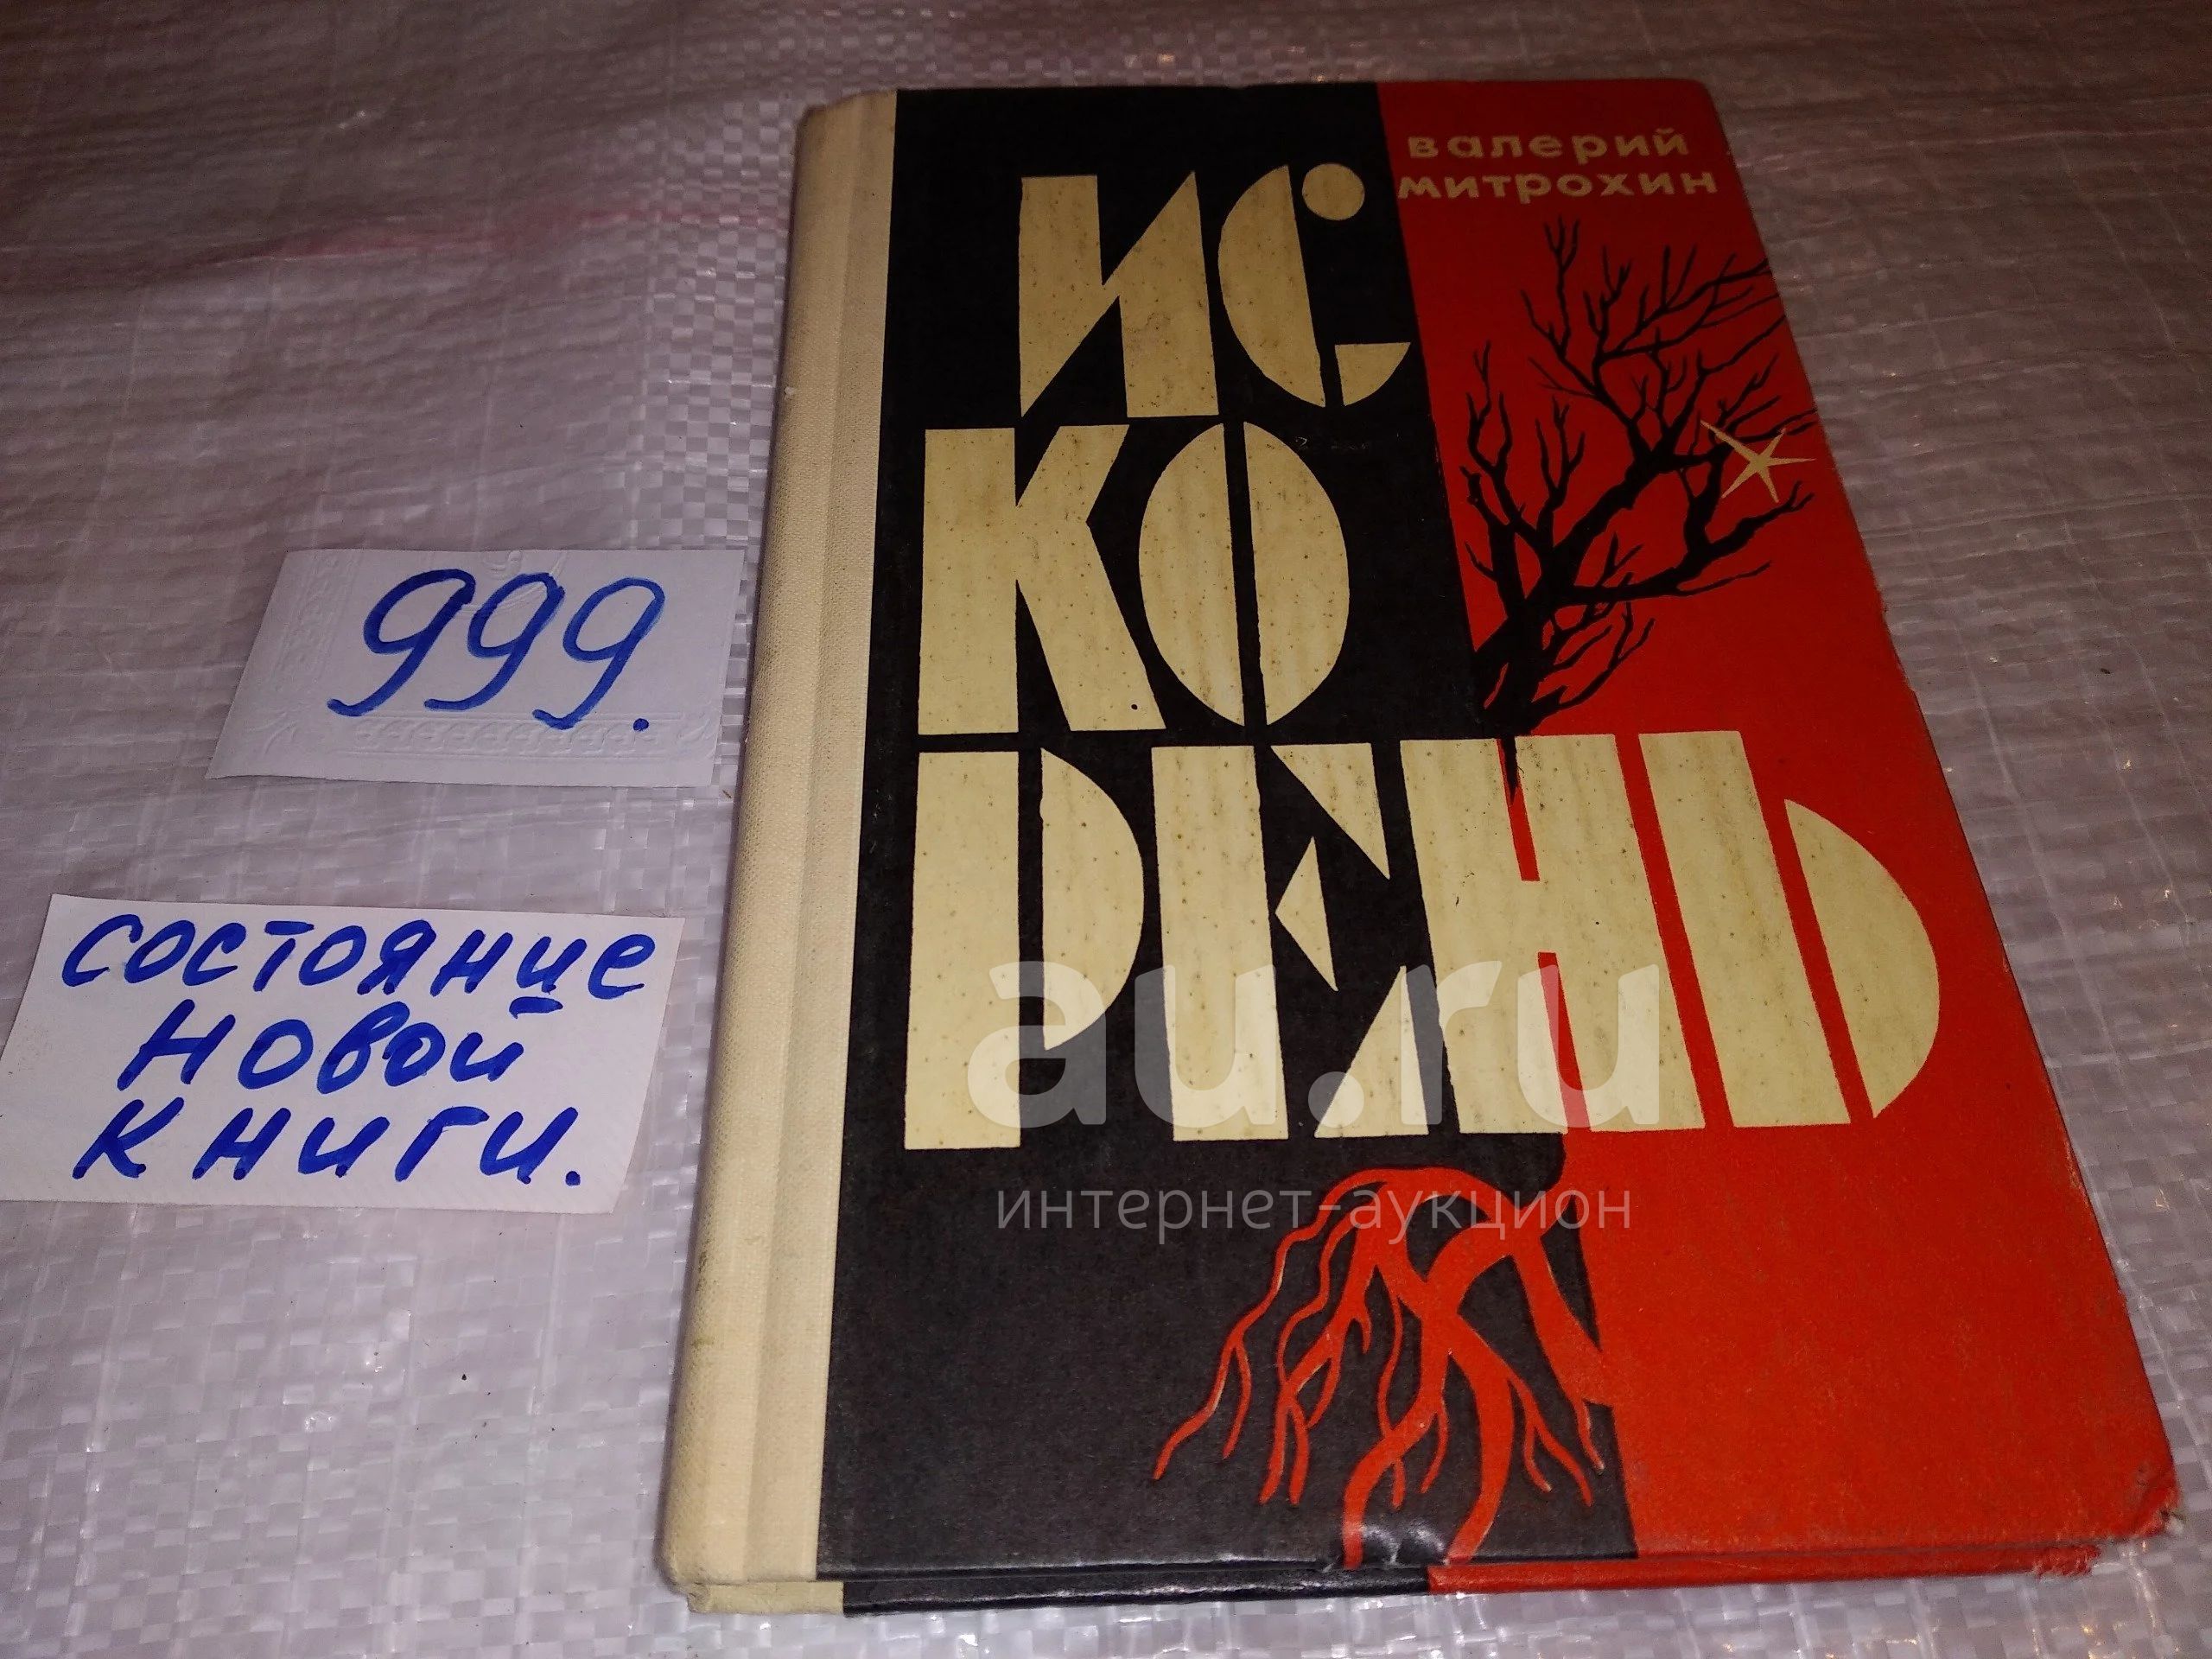 валерий
митрохин
ИС
КО
РЕНЬ
999.
состояние
новой
книги.
au.ru
интернет-аукцион